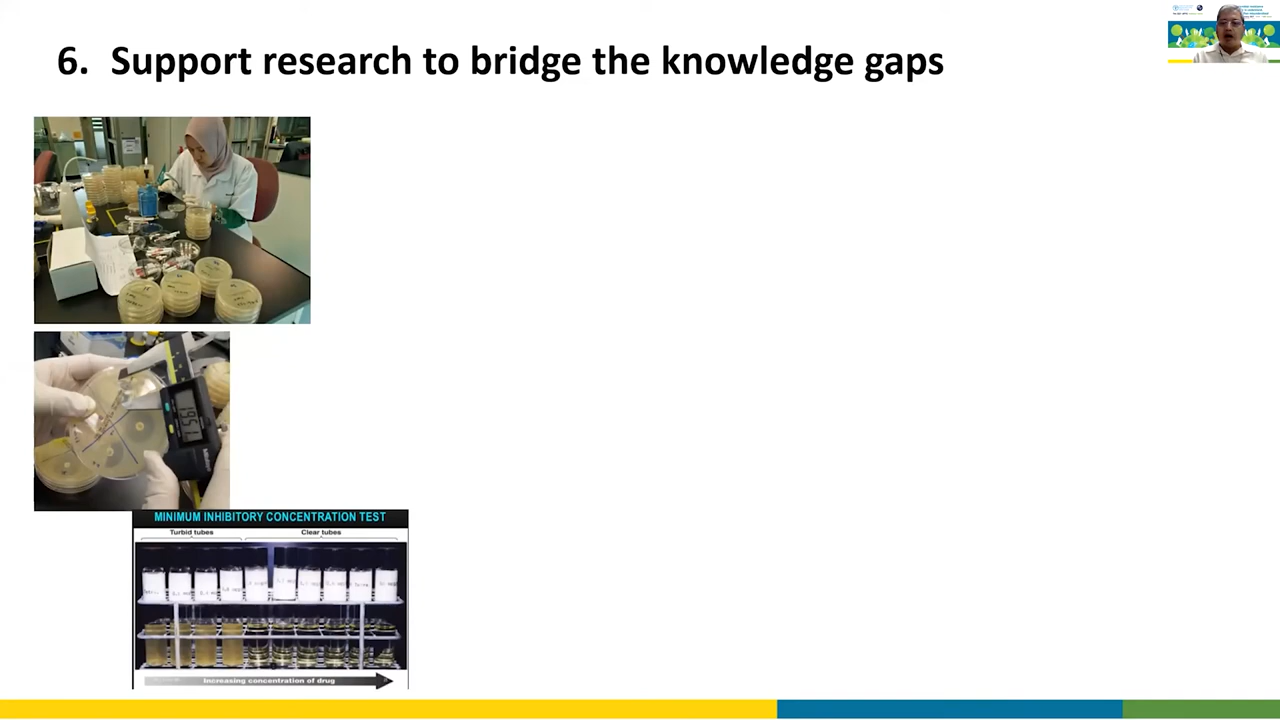 6. Support research to bridge the knowledge gaps
1951
MINIMUM INHIBITORY CONCENTRATION TEST
Turbid tubes
Clear tubes
Increasing concentration of drug